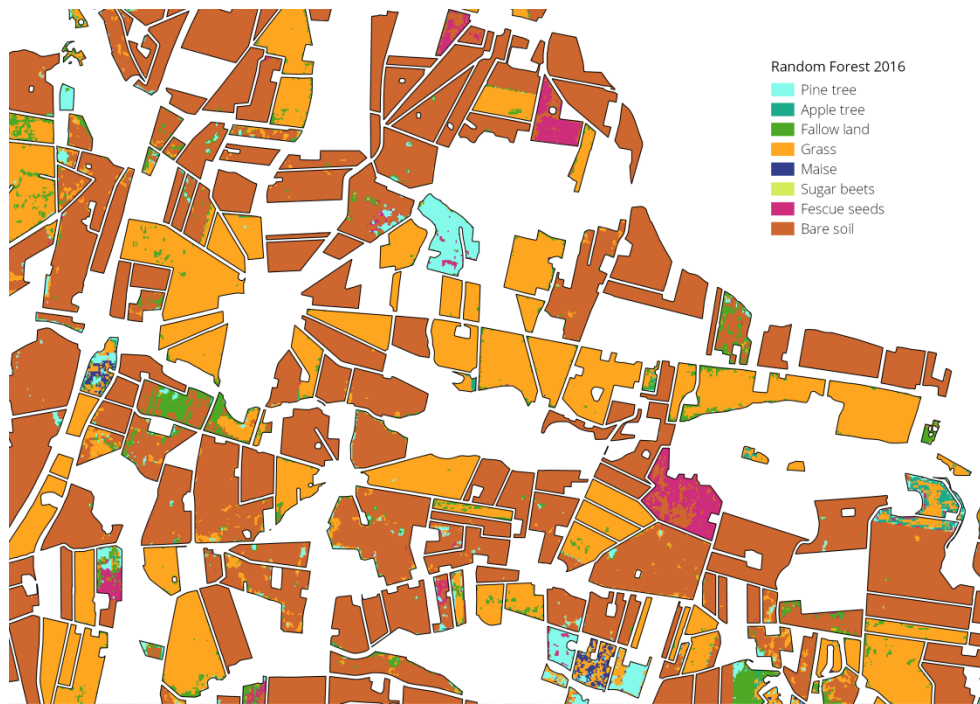 Random Forest 2016
Pine tree
Apple tree
Fallow land
Grass
Maise
Sugar beets
Fescue seeds
Bare soil